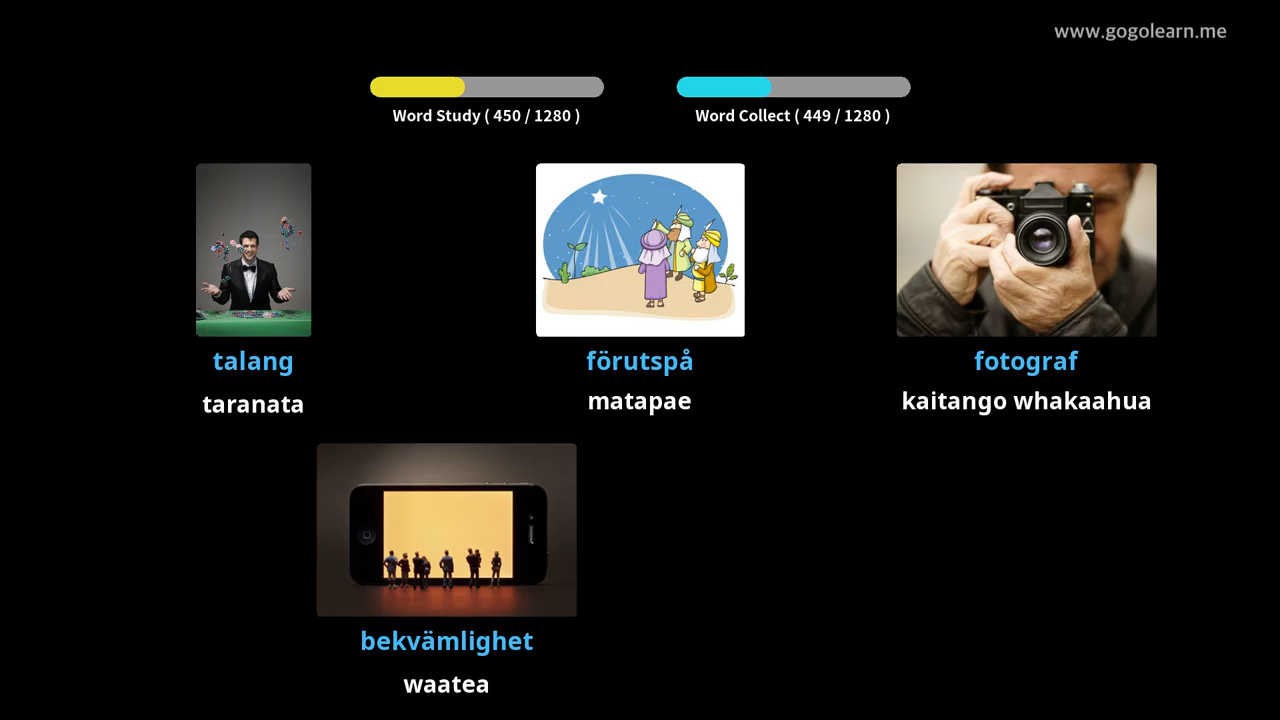 www.gogolearn.me
Word Study ( 450 / 1280 )
Word Collect ( 449 / 1280 )
talang
taranata
förutspå
matapae
fotograf
kaitango whakaahua
bekvämlighet
waatea